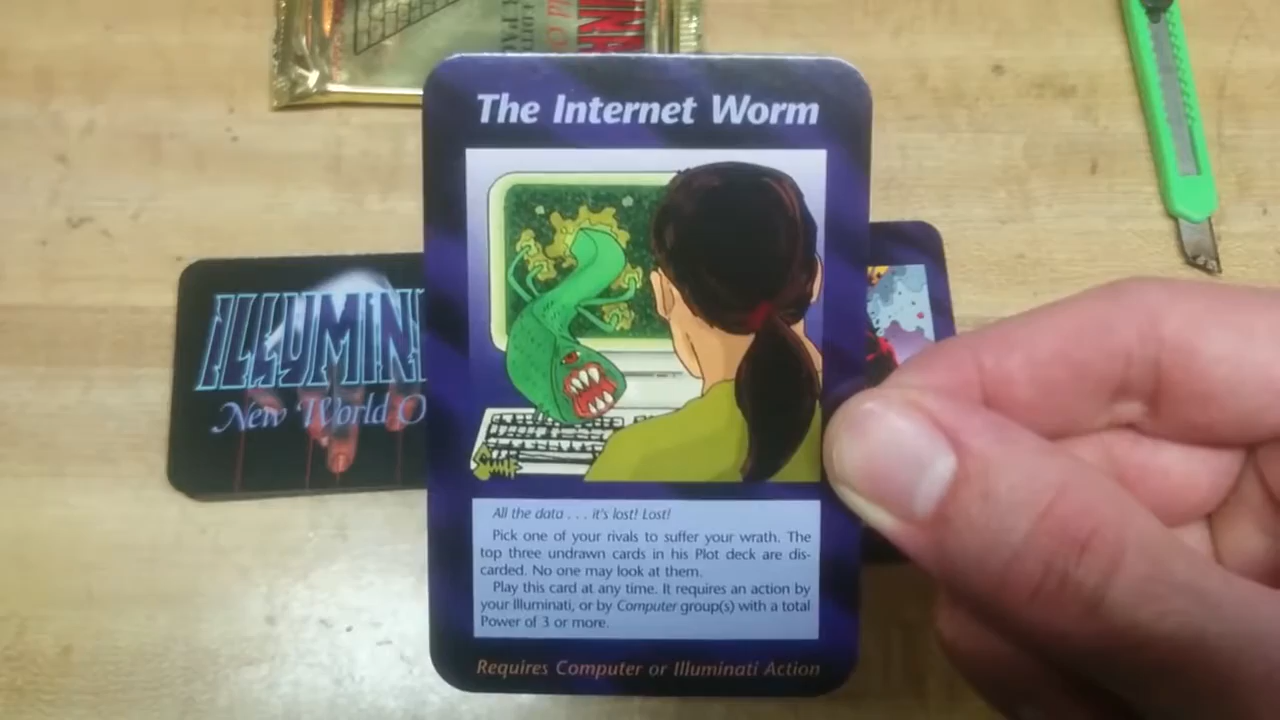 The Internet Worm
All the data . . . it's lost! Lost!
Pick one of your rivals to suffer your wrath. The
top three undrawn cards in his Plot deck are dis-
carded. No one may look at them.
Play this card at any time. It requires an action by
your Illuminati, or by Computer group(s) with a total
Power of 3 or more.
Requires Computer or Illuminati Action
ILLUMIN
New World O